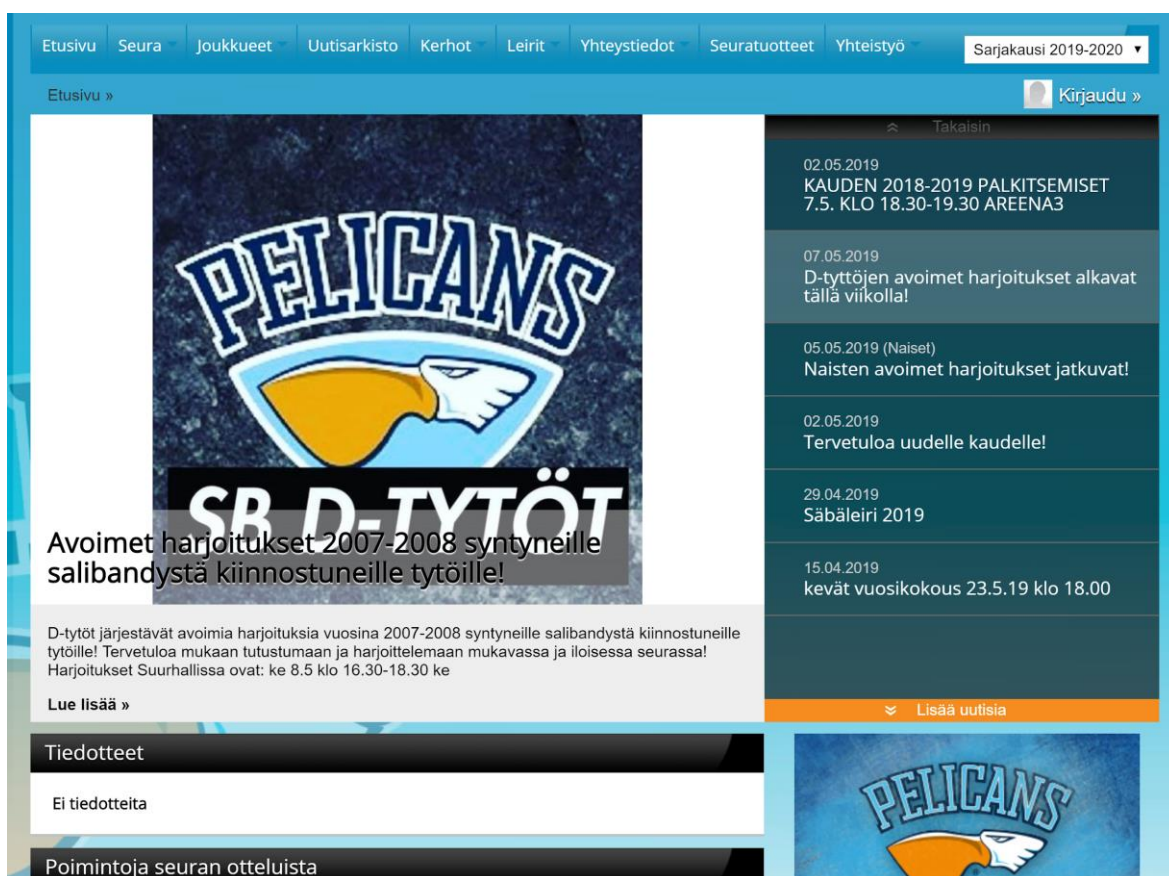 Etusivu Seura Joukkueet Uutisarkisto Kerhot Leirit Yhteystiedot Seuratuotteet Yhteistyö Sarjakausi 2019-2020
Etusivu » Kirjaudu »
PELICANS
SB D-TYTÖT
Avoimet harjoitukset 2007-2008 syntyneille
salibandystä kiinnostuneille tytöille!
D-tytöt järjestävät avoimia harjoituksia vuosina 2007-2008 syntyneille salibandystä kiinnostuneille
tytöille! Tervetuloa mukaan tutustumaan ja harjoittelemaan mukavassa ja iloisessa seurassa!
Harjoitukset Suurhallissa ovat: ke 8.5 klo 16.30-18.30 ke
Lue lisää »
Takaisin
02.05.2019
KAUDEN 2018-2019 PALKITSEMISET
7.5. KLO 18.30-19.30 AREENA3
07.05.2019
D-tyttöjen avoimet harjoitukset alkavat
tällä viikolla!
05.05.2019 (Naiset)
Naisten avoimet harjoitukset jatkuvat!
02.05.2019
Tervetuloa uudelle kaudelle!
29.04.2019
Säbäleiri 2019
15.04.2019
kevät vuosikokous 23.5.19 klo 18.00
Lisää uutisia
Tiedotteet
Ei tiedotteita
Poimintoja seuran otteluista
PELICANS